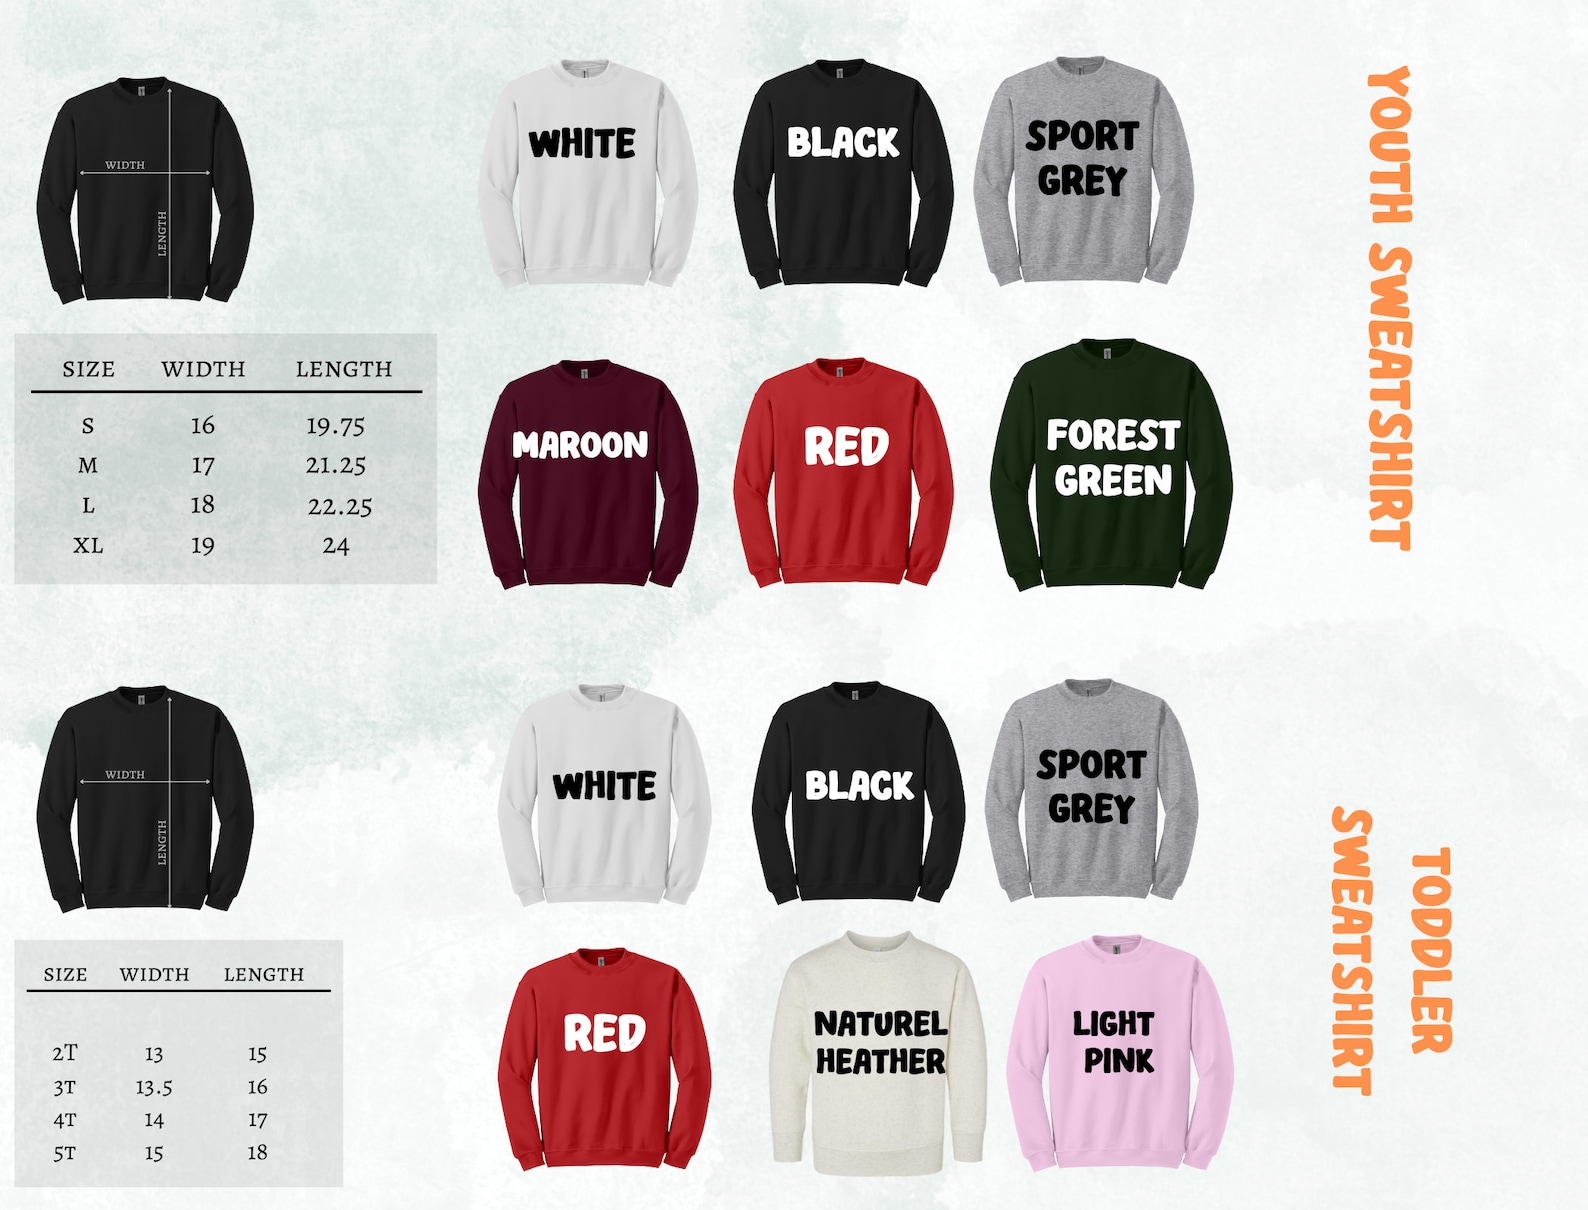 WIDTH
LENGTH
WHITE
BLACK
SPORT
GREY
YOUTH SWEATSHIRT
SIZE WIDTH LENGTH
S 16 19.75
M 17 21.25
L 18 22.25
XL 19 24
MAROON
RED
FOREST
GREEN
WIDTH
LENGTH
WHITE
BLACK
SPORT
GREY
TODDLER
SWEATSHIRT
SIZE WIDTH LENGTH
2T 13 15
3T 13.5 16
4T 14 17
5T 15 18
RED
NATUREL
HEATHER
LIGHT
PINK